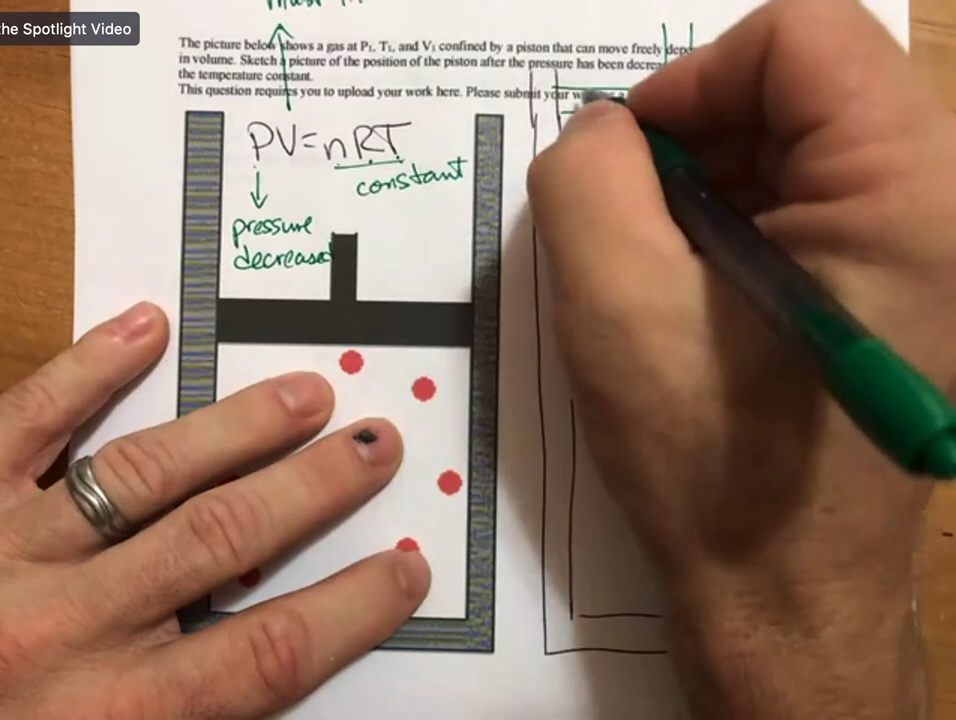 the Spotlight Video
The picture below shows a gas at P₁, T₁, and V₁ confined by a piston that can move freely
in volume. Sketch a picture of the position of the piston after the pressure has been
the temperature constant.
This question requires you to upload your work here. Please submit your
PV=nRT
constant
pressure
decreased